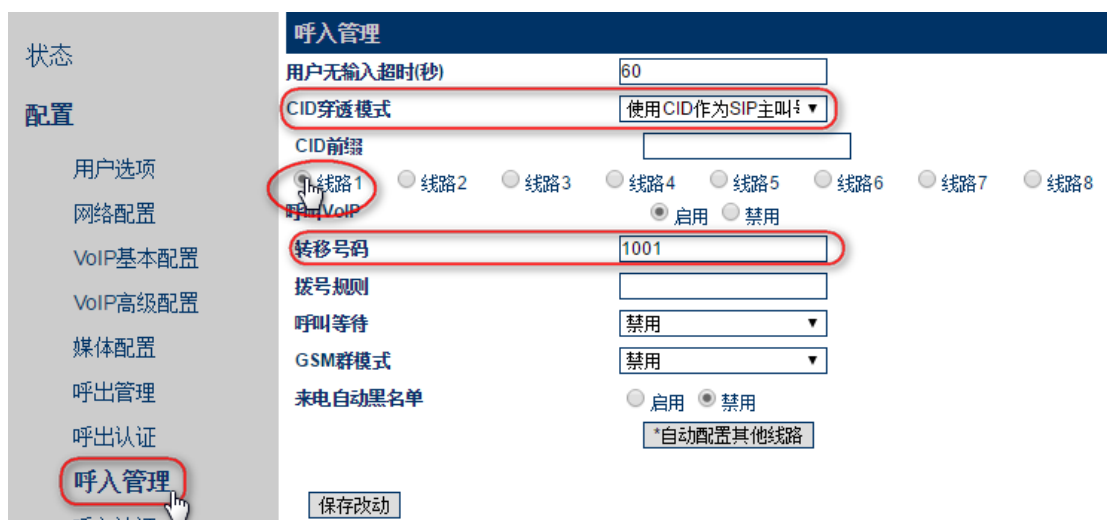 状态
配置
用户选项
网络配置
VoIP基本配置
VoIP高级配置
媒体配置
呼出管理
呼出认证
呼入管理
呼入管理
用户无输入超时(秒) 60
CID穿透模式 使用CID作为SIP主叫
CID前缀
线路1 线路2 线路3 线路4 线路5 线路6 线路7 线路8
呼叫VoIP 启用 禁用
转移号码 1001
拨号规则
呼叫等待 禁用
GSM群模式 禁用
来电自动黑名单 启用 禁用
*自动配置其他线路
保存改动